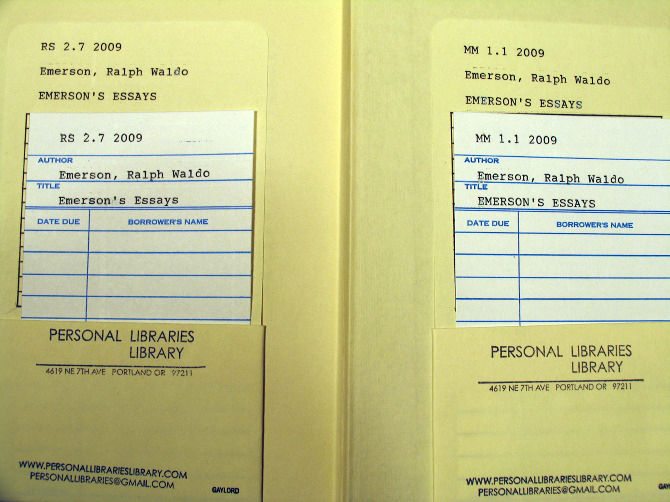 RS 2.7 2009
Emerson, Ralph Waldo
EMERSON'S ESSAYS
RS 2.7 2009
AUTHOR
Emerson, Ralph Waldo
TITLE
Emerson's Essays
DATE DUE BORROWER'S NAME
PERSONAL LIBRARIES
LIBRARY
4619 NE 7TH AVE PORTLAND OR 97211
WWW.PERSONALLIBRARIESLIBRARY.COM
PERSONALLIBRARIES@GMAIL.COM
GAYLORD
MM 1.1 2009
Emerson, Ralph Waldo
EMERSON'S ESSAYS
MM 1.1 2009
AUTHOR
Emerson, Ralph Waldo
TITLE
EMERSON'S ESSAYS
DATE DUE BORROWER'S NAME
PERSONAL LIBRARIES
LIBRARY
4619 NE 7TH AVE PORTLAND OR 97211
WWW.PERSONALLIBRARIESLIBRARY.COM
PERSONALLIBRARIES@GMAIL.COM